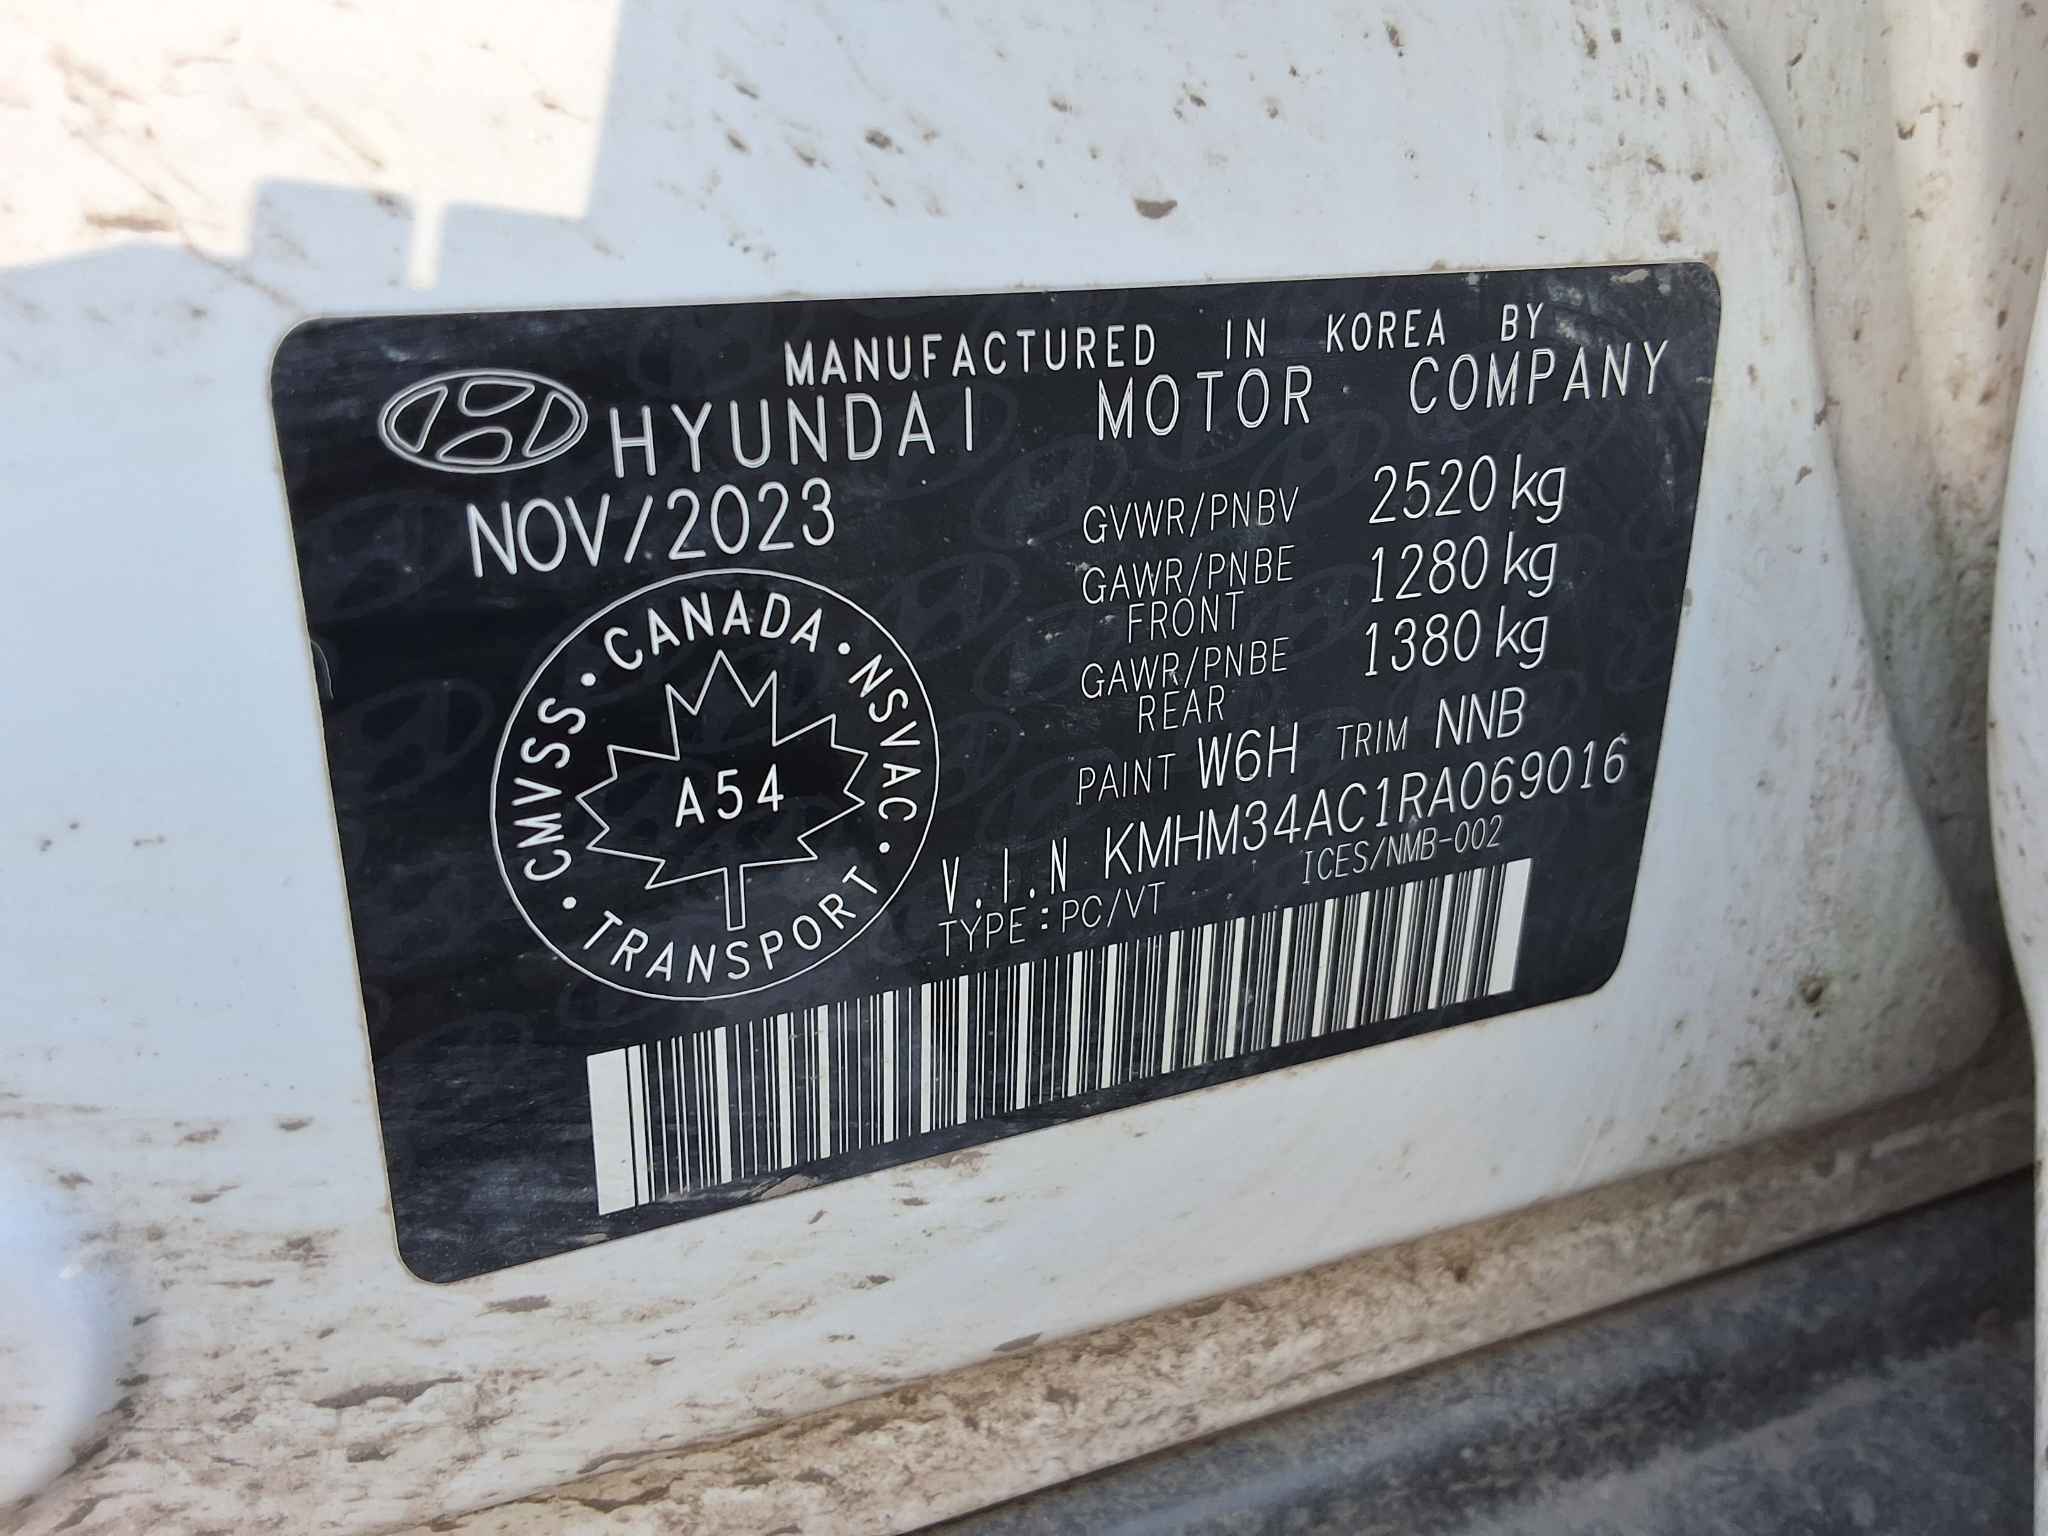 MANUFACTURED IN KOREA BY
HYUNDAI MOTOR COMPANY
NOV/2023
GVWR/PNBV 2520 kg
GAWR/PNBE FRONT 1280 kg
GAWR/PNBE REAR 1380 kg
PAINT W6H TRIM NNB
V.I.N KMHM34AC1RA069016
TYPE : PC/VT ICES/NMB-002
CMVSS · CANADA · NSVAC · TRANSPORT ·
A54